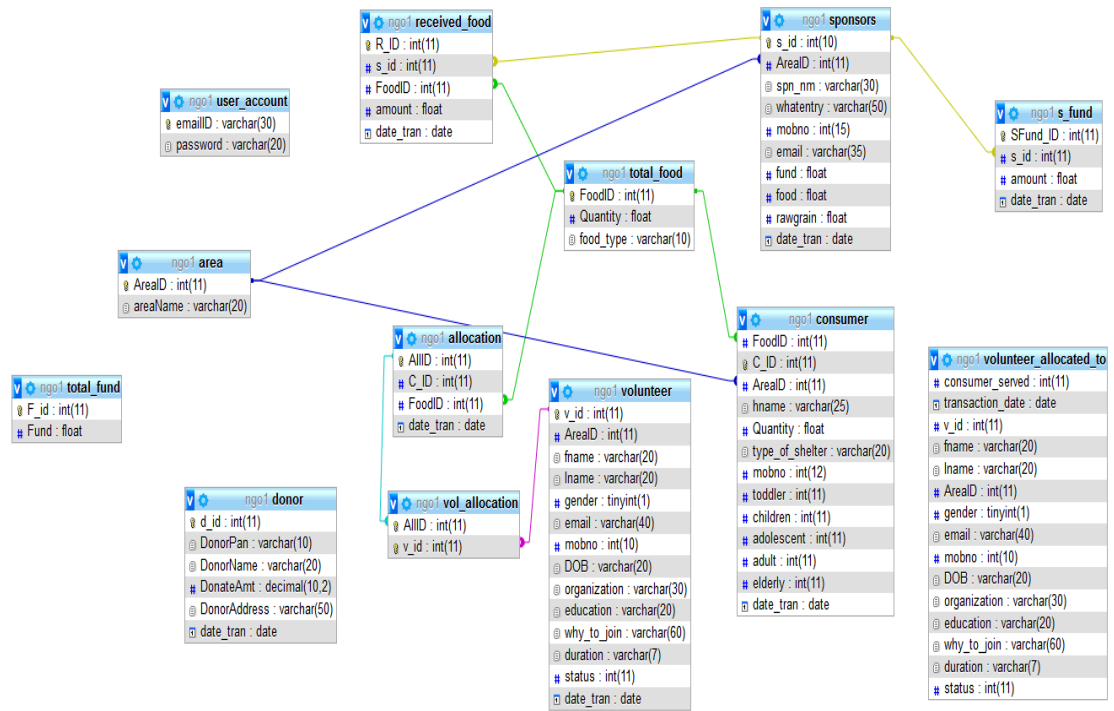 ngo1 received_food
R_ID : int(11)
s_id : int(11)
FoodID : int(11)
amount : float
date_tran : date
ngo1 sponsors
s_id : int(10)
AreaID : int(11)
spn_nm : varchar(30)
whatentry : varchar(50)
mobno : int(15)
email : varchar(35)
fund : float
food : float
rawgrain : float
date_tran : date
ngo1 user_account
emailID : varchar(30)
password : varchar(20)
ngo1 s_fund
SFund_ID : int(11)
s_id : int(11)
amount : float
date_tran : date
ngo1 total_food
FoodID : int(11)
Quantity : float
food_type : varchar(10)
ngo1 area
AreaID : int(11)
areaName : varchar(20)
ngo1 allocation
AllID : int(11)
C_ID : int(11)
FoodID : int(11)
date_tran : date
ngo1 consumer
FoodID : int(11)
C_ID : int(11)
AreaID : int(11)
hname : varchar(25)
Quantity : float
type_of_shelter : varchar(20)
mobno : int(12)
toddler : int(11)
children : int(11)
adolescent : int(11)
adult : int(11)
elderly : int(11)
date_tran : date
ngo1 volunteer_allocated_to
consumer_served : int(11)
transaction_date : date
v_id : int(11)
fname : varchar(20)
lname : varchar(20)
AreaID : int(11)
gender : tinyint(1)
email : varchar(40)
mobno : int(10)
DOB : varchar(20)
organization : varchar(30)
education : varchar(20)
why_to_join : varchar(60)
duration : varchar(7)
status : int(11)
ngo1 total_fund
F_id : int(11)
Fund : float
ngo1 volunteer
v_id : int(11)
AreaID : int(11)
fname : varchar(20)
lname : varchar(20)
gender : tinyint(1)
email : varchar(40)
mobno : int(10)
DOB : varchar(20)
organization : varchar(30)
education : varchar(20)
why_to_join : varchar(60)
duration : varchar(7)
status : int(11)
date_tran : date
ngo1 donor
d_id : int(11)
DonorPan : varchar(10)
DonorName : varchar(20)
DonateAmt : decimal(10,2)
DonorAddress : varchar(50)
date_tran : date
ngo1 vol_allocation
AllID : int(11)
v_id : int(11)